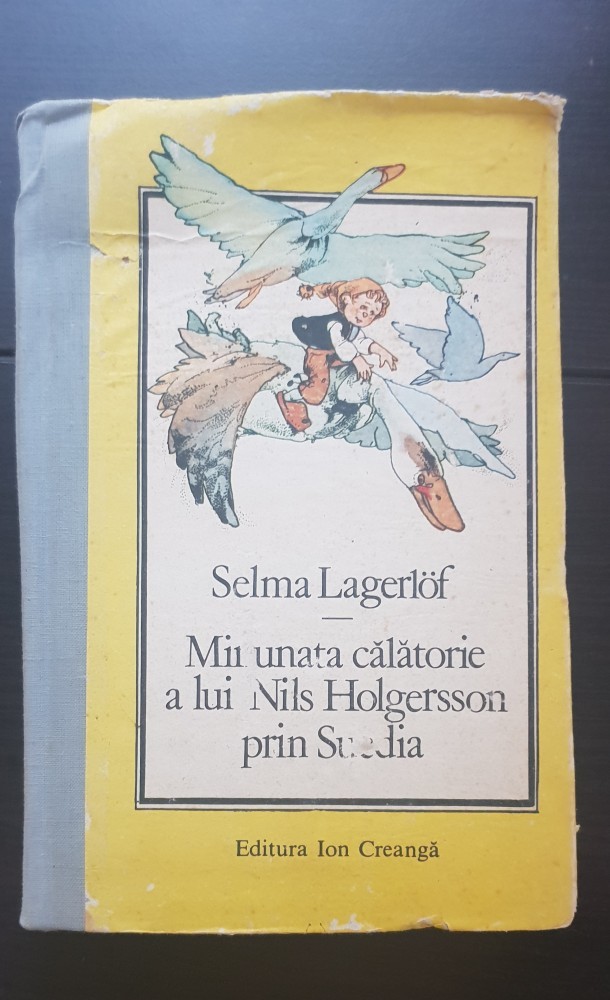 Selma Lagerlöf
Minunata călătorie
a lui Nils Holgersson
prin Suedia
Editura Ion Creangă